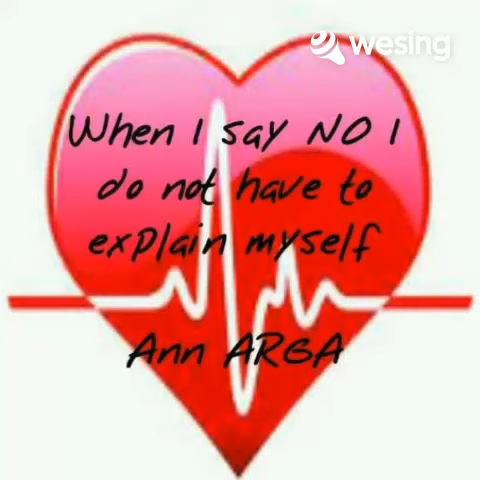 wesing
When I say NO I
do not have to
explain myself
Ann ARGA